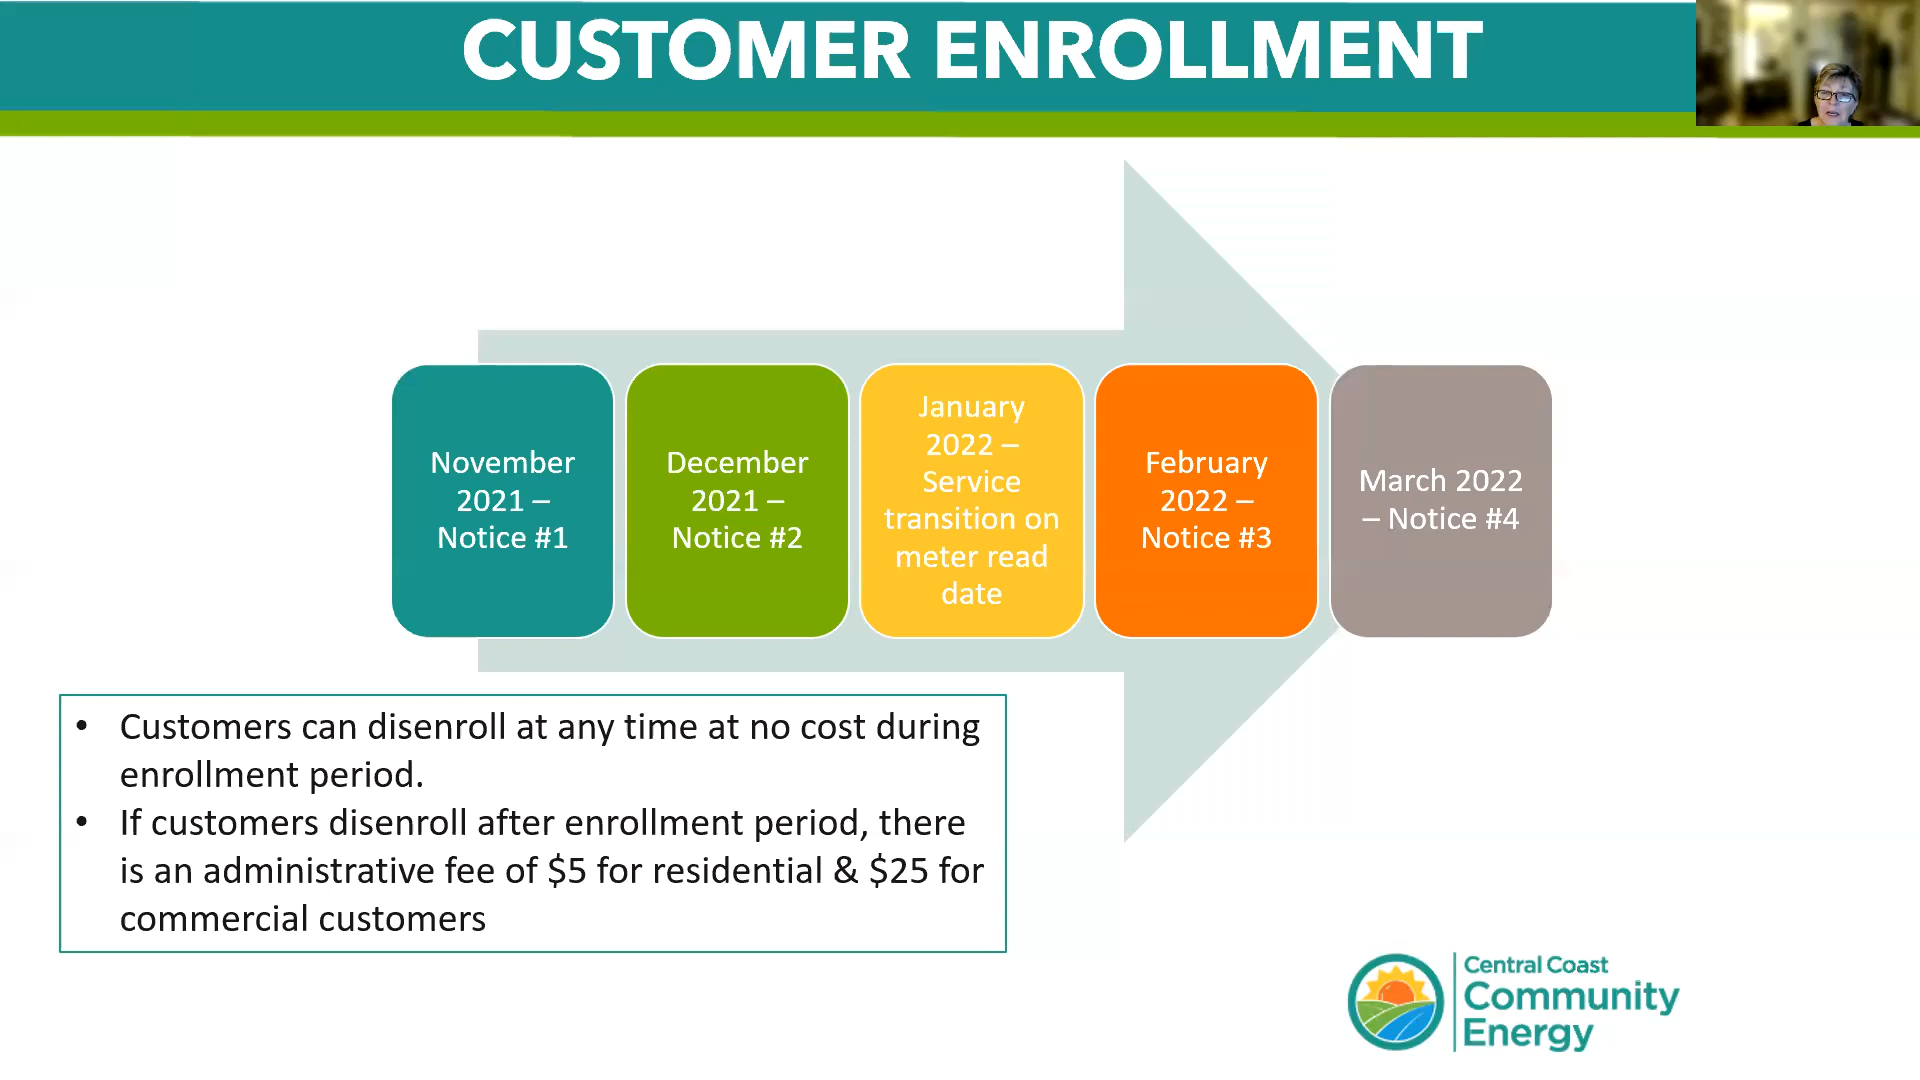 CUSTOMER ENROLLMENT
November
2021 –
Notice #1
December
2021 –
Notice #2
January
2022 –
Service
transition on
meter read
date
February
2022 –
Notice #3
March 2022
– Notice #4
• Customers can disenroll at any time at no cost during
enrollment period.
• If customers disenroll after enrollment period, there
is an administrative fee of $5 for residential & $25 for
commercial customers
Central Coast
Community
Energy